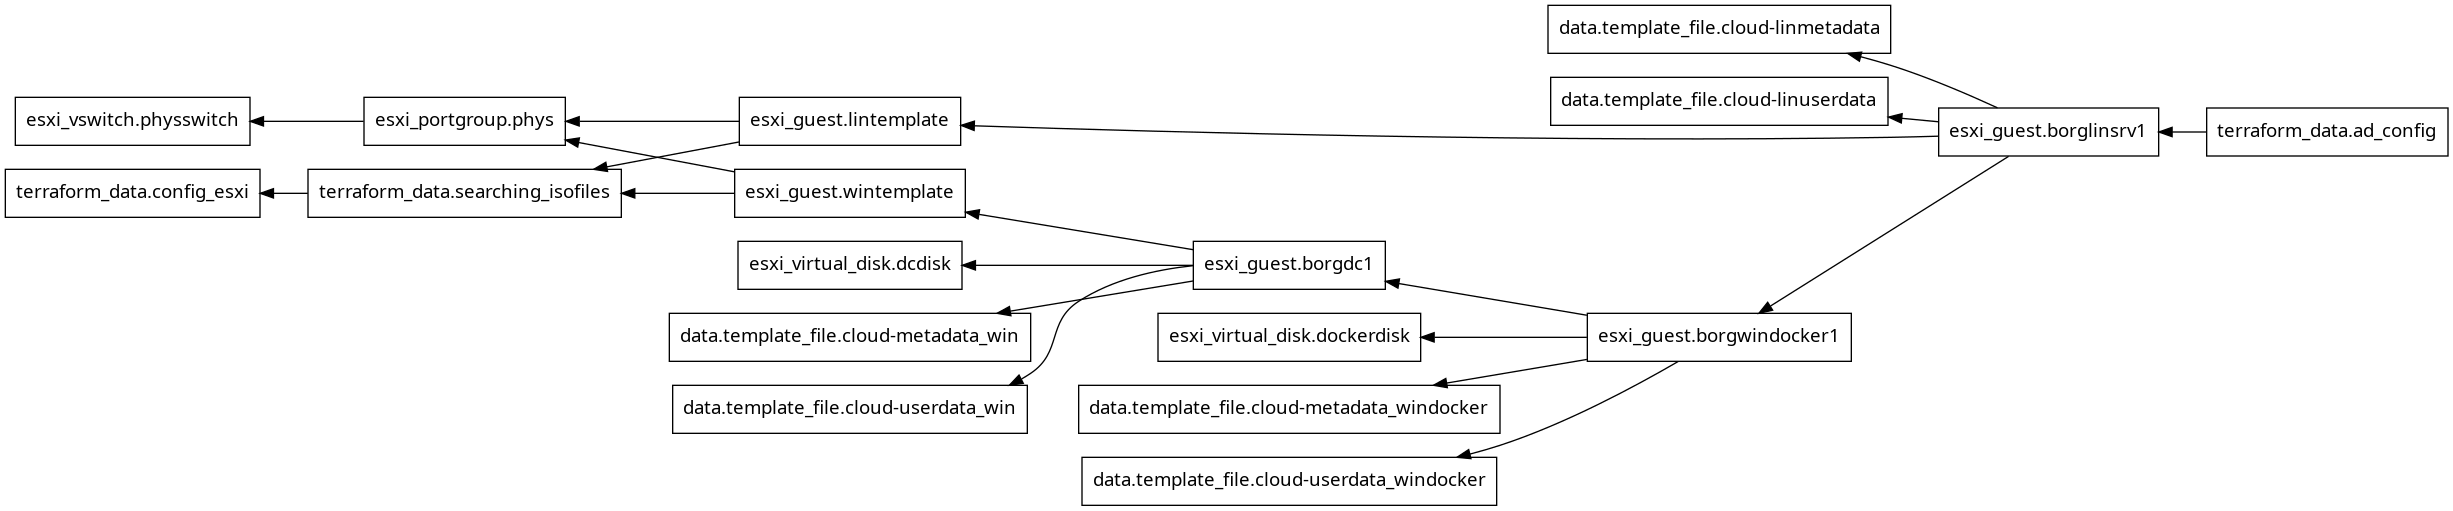 data.template_file.cloud-linmetadata
data.template_file.cloud-linuserdata
esxi_vswitch.physswitch
esxi_portgroup.phys
esxi_guest.lintemplate
esxi_guest.borglinsrv1
terraform_data.ad_config
terraform_data.config_esxi
terraform_data.searching_isofiles
esxi_guest.wintemplate
esxi_virtual_disk.dcdisk
esxi_guest.borgdc1
data.template_file.cloud-metadata_win
esxi_virtual_disk.dockerdisk
esxi_guest.borgwindocker1
data.template_file.cloud-userdata_win
data.template_file.cloud-metadata_windocker
data.template_file.cloud-userdata_windocker